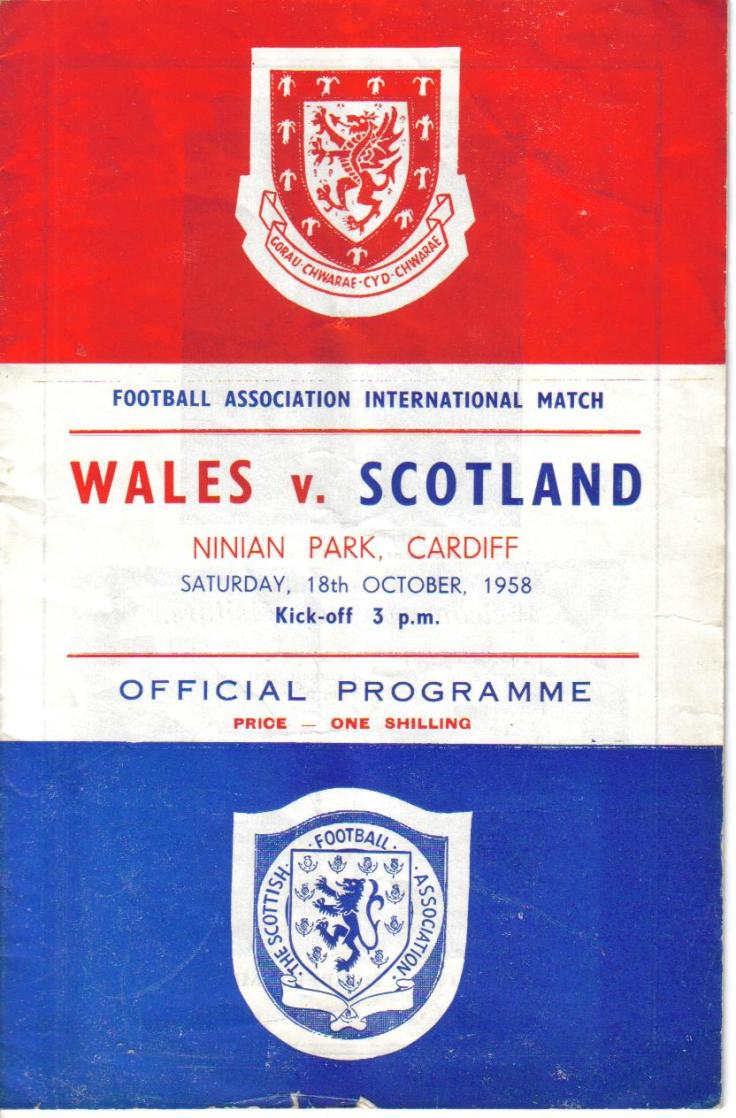 GORAU·CHWARAE·CYD·CHWARAE
FOOTBALL ASSOCIATION INTERNATIONAL MATCH
WALES v. SCOTLAND
NINIAN PARK, CARDIFF
SATURDAY, 18th OCTOBER, 1958
Kick-off 3 p.m.
OFFICIAL PROGRAMME
PRICE — ONE SHILLING
·THE SCOTTISH·FOOTBALL·ASSOCIATION·